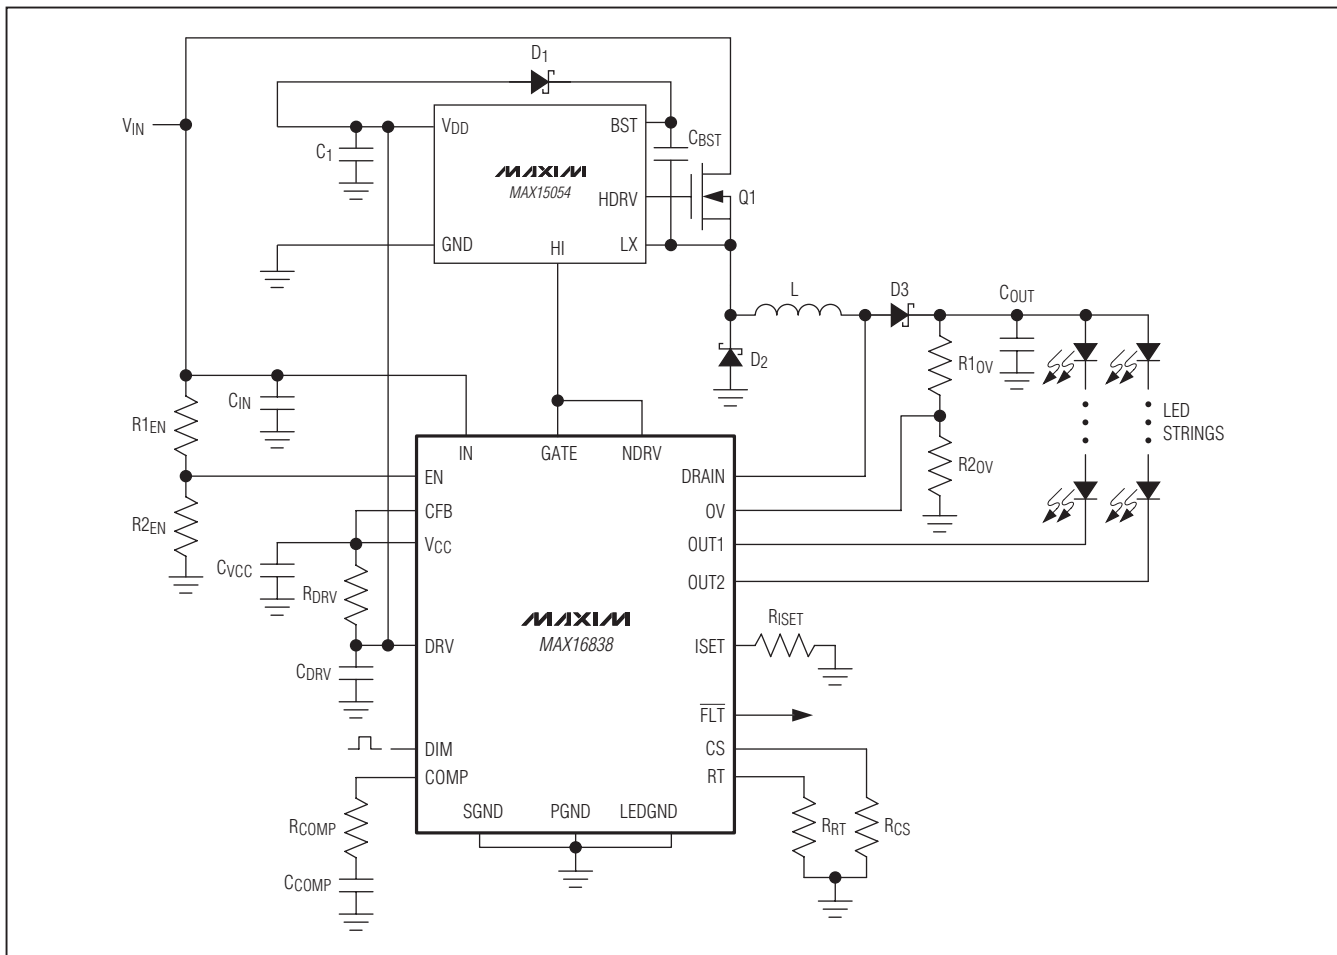 D1
VIN
C1
VDD
BST
CBST
MAXIM
MAX15054
HDRV
Q1
GND
HI
LX
L
D3
COUT
D2
R1OV
CIN
R1EN
LED
STRINGS
IN
GATE
NDRV
R2OV
EN
DRAIN
CFB
OV
R2EN
VCC
OUT1
CVCC
OUT2
RDRV
MAXIM
MAX16838
RISET
DRV
ISET
CDRV
FLT
DIM
CS
COMP
RT
SGND
PGND
LEDGND
RCOMP
RRT
RCS
CCOMP